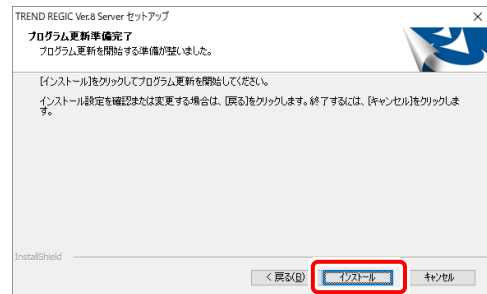 TREND REGIC Ver.8 Server セットアップ
プログラム更新準備完了
プログラム更新を開始する準備が整いました。
[インストール]をクリックしてプログラム更新を開始してください。
インストール設定を確認または変更する場合は、[戻る]をクリックします。終了するには、[キャンセル]をクリックしま
す。
InstallShield
< 戻る(B)
インストール
キャンセル